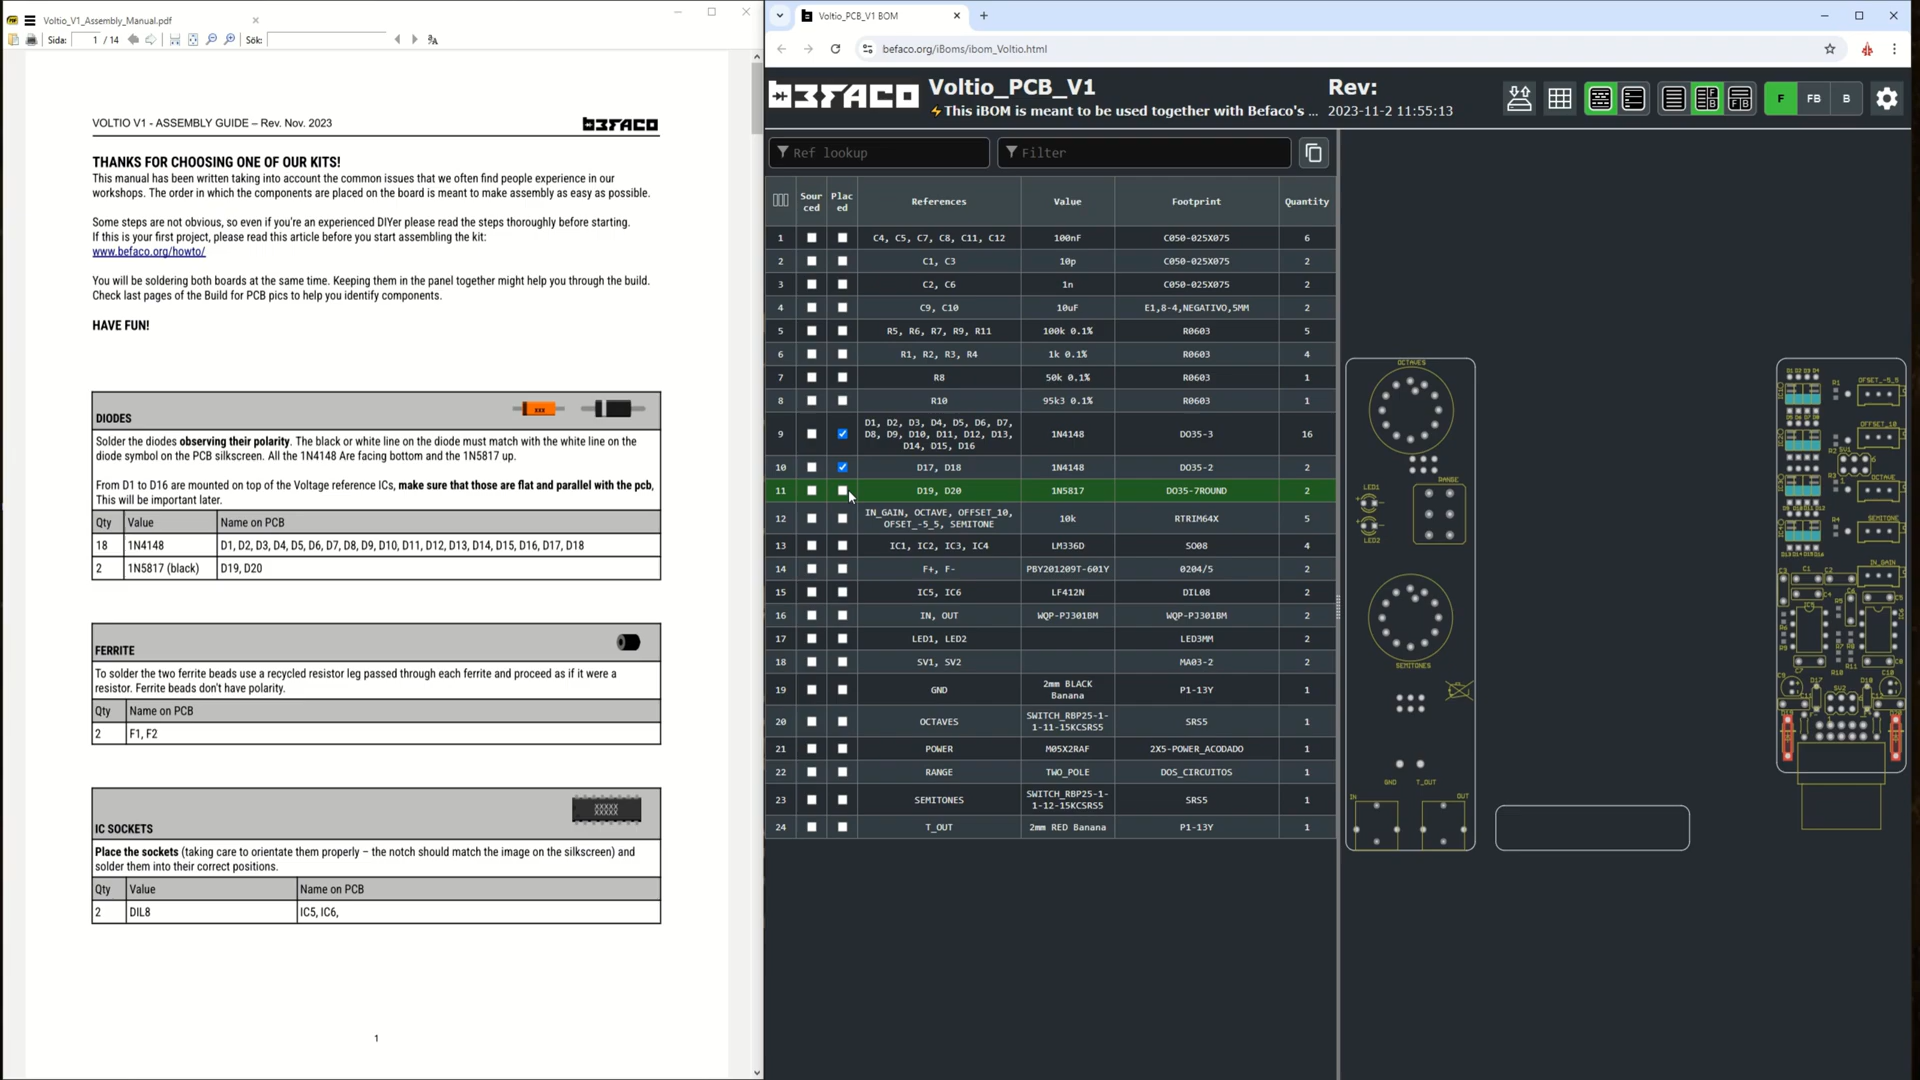 Voltio_V1_Assembly_Manual.pdf
Sida: 1 / 14 Sök:
VOLTIO V1 - ASSEMBLY GUIDE – Rev. Nov. 2023
THANKS FOR CHOOSING ONE OF OUR KITS!
This manual has been written taking into account the common issues that we often find people experience in our
workshops. The order in which the components are placed on the board is meant to make assembly as easy as possible.
Some steps are not obvious, so even if you're an experienced DIYer please read the steps thoroughly before starting.
If this is your first project, please read this article before you start assembling the kit:
www.befaco.org/howto/
You will be soldering both boards at the same time. Keeping them in the panel together might help you through the build.
Check last pages of the Build for PCB pics to help you identify components.
HAVE FUN!
DIODES
Solder the diodes observing their polarity. The black or white line on the diode must match with the white line on the
diode symbol on the PCB silkscreen. All the 1N4148 Are facing bottom and the 1N5817 up.
From D1 to D16 are mounted on top of the Voltage reference ICs, make sure that those are flat and parallel with the pcb,
This will be important later.
Qty Value Name on PCB
18 1N4148 D1, D2, D3, D4, D5, D6, D7, D8, D9, D10, D11, D12, D13, D14, D15, D16, D17, D18
2 1N5817 (black) D19, D20
FERRITE
To solder the two ferrite beads use a recycled resistor leg passed through each ferrite and proceed as if it were a
resistor. Ferrite beads don't have polarity.
Qty Name on PCB
2 F1, F2
IC SOCKETS
Place the sockets (taking care to orientate them properly – the notch should match the image on the silkscreen) and
solder them into their correct positions.
Qty Value Name on PCB
2 DIL8 IC5, IC6,
1
Voltio_PCB_V1 BOM
befaco.org/iBoms/ibom_Voltio.html
Voltio_PCB_V1
⚡This iBOM is meant to be used together with Befaco's ...
Rev:
2023-11-2 11:55:13
F FB B
Ref lookup Filter
Sour
ced
Plac
ed
References Value Footprint Quantity
1 C4, C5, C7, C8, C11, C12 100nF C050-025X075 6
2 C1, C3 10p C050-025X075 2
3 C2, C6 1n C050-025X075 2
4 C9, C10 10uF E1,8-4,NEGATIVO,5MM 2
5 R5, R6, R7, R9, R11 100k 0.1% R0603 5
6 R1, R2, R3, R4 1k 0.1% R0603 4
7 R8 50k 0.1% R0603 1
8 R10 95k3 0.1% R0603 1
9 D1, D2, D3, D4, D5, D6, D7,
D8, D9, D10, D11, D12, D13,
D14, D15, D16 1N4148 DO35-3 16
10 D17, D18 1N4148 DO35-2 2
11 D19, D20 1N5817 DO35-7ROUND 2
12 IN_GAIN, OCTAVE, OFFSET_10,
OFSET_-5_5, SEMITONE 10k RTRIM64X 5
13 IC1, IC2, IC3, IC4 LM336D SO08 4
14 F+, F- PBY201209T-601Y 0204/5 2
15 IC5, IC6 LF412N DIL08 2
16 IN, OUT WQP-PJ301BM WQP-PJ301BM 2
17 LED1, LED2 LED3MM 2
18 SV1, SV2 MA03-2 2
19 GND 2mm BLACK
Banana P1-13Y 1
20 OCTAVES SWITCH_RBP25-1-
1-11-15KCSRS5 SRS5 1
21 POWER M05X2RAF 2X5-POWER_ACODADO 1
22 RANGE TWO_POLE DOS_CIRCUITOS 1
23 SEMITONES SWITCH_RBP25-1-
1-12-15KCSRS5 SRS5 1
24 T_OUT 2mm RED Banana P1-13Y 1
OCTAVES
LED1
LED2
RANGE
SEMITONES
GND T_OUT
IN OUT
OFSET_-5_5
OFFSET_10
OCTAVE
SEMITONE
IN_GAIN